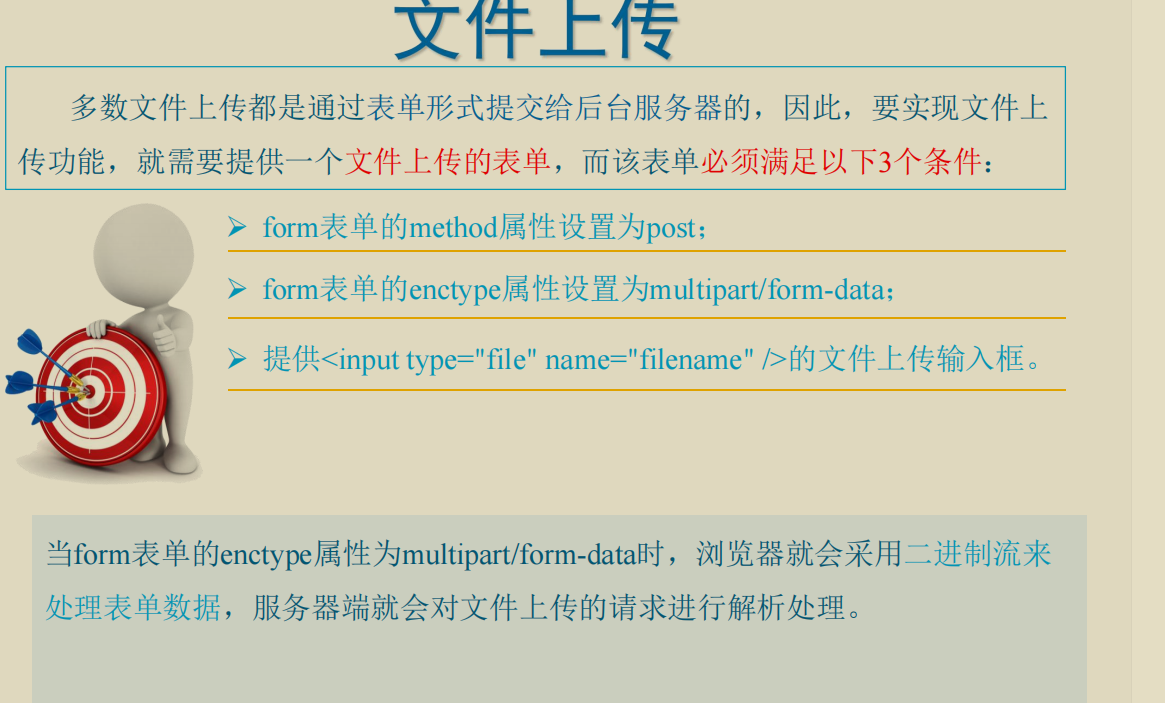 文件上传
多数文件上传都是通过表单形式提交给后台服务器的，因此，要实现文件上
传功能，就需要提供一个文件上传的表单，而该表单必须满足以下3个条件：
➢ form表单的method属性设置为post；
➢ form表单的enctype属性设置为multipart/form-data；
➢ 提供<input type="file" name="filename" />的文件上传输入框。
当form表单的enctype属性为multipart/form-data时，浏览器就会采用二进制流来
处理表单数据，服务器端就会对文件上传的请求进行解析处理。